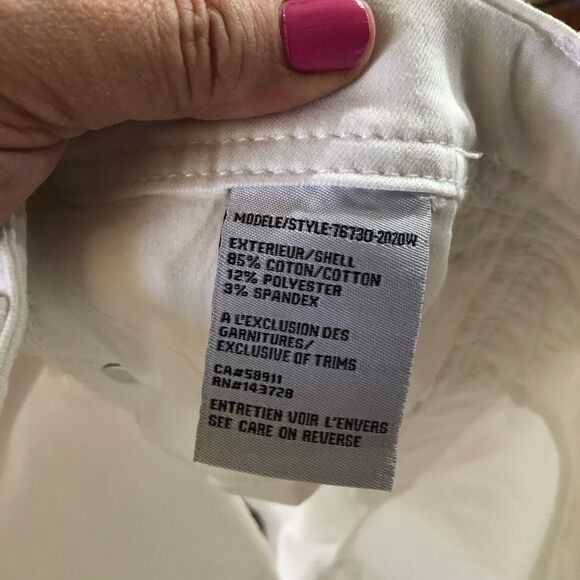 MODELE/STYLE-76730-2020W
EXTERIEUR/SHELL
85% COTON/COTTON
12% POLYESTER
3% SPANDEX
A L'EXCLUSION DES
GARNITURES/
EXCLUSIVE OF TRIMS
CA#58911
RN#143728
ENTRETIEN VOIR L'ENVERS
SEE CARE ON REVERSE